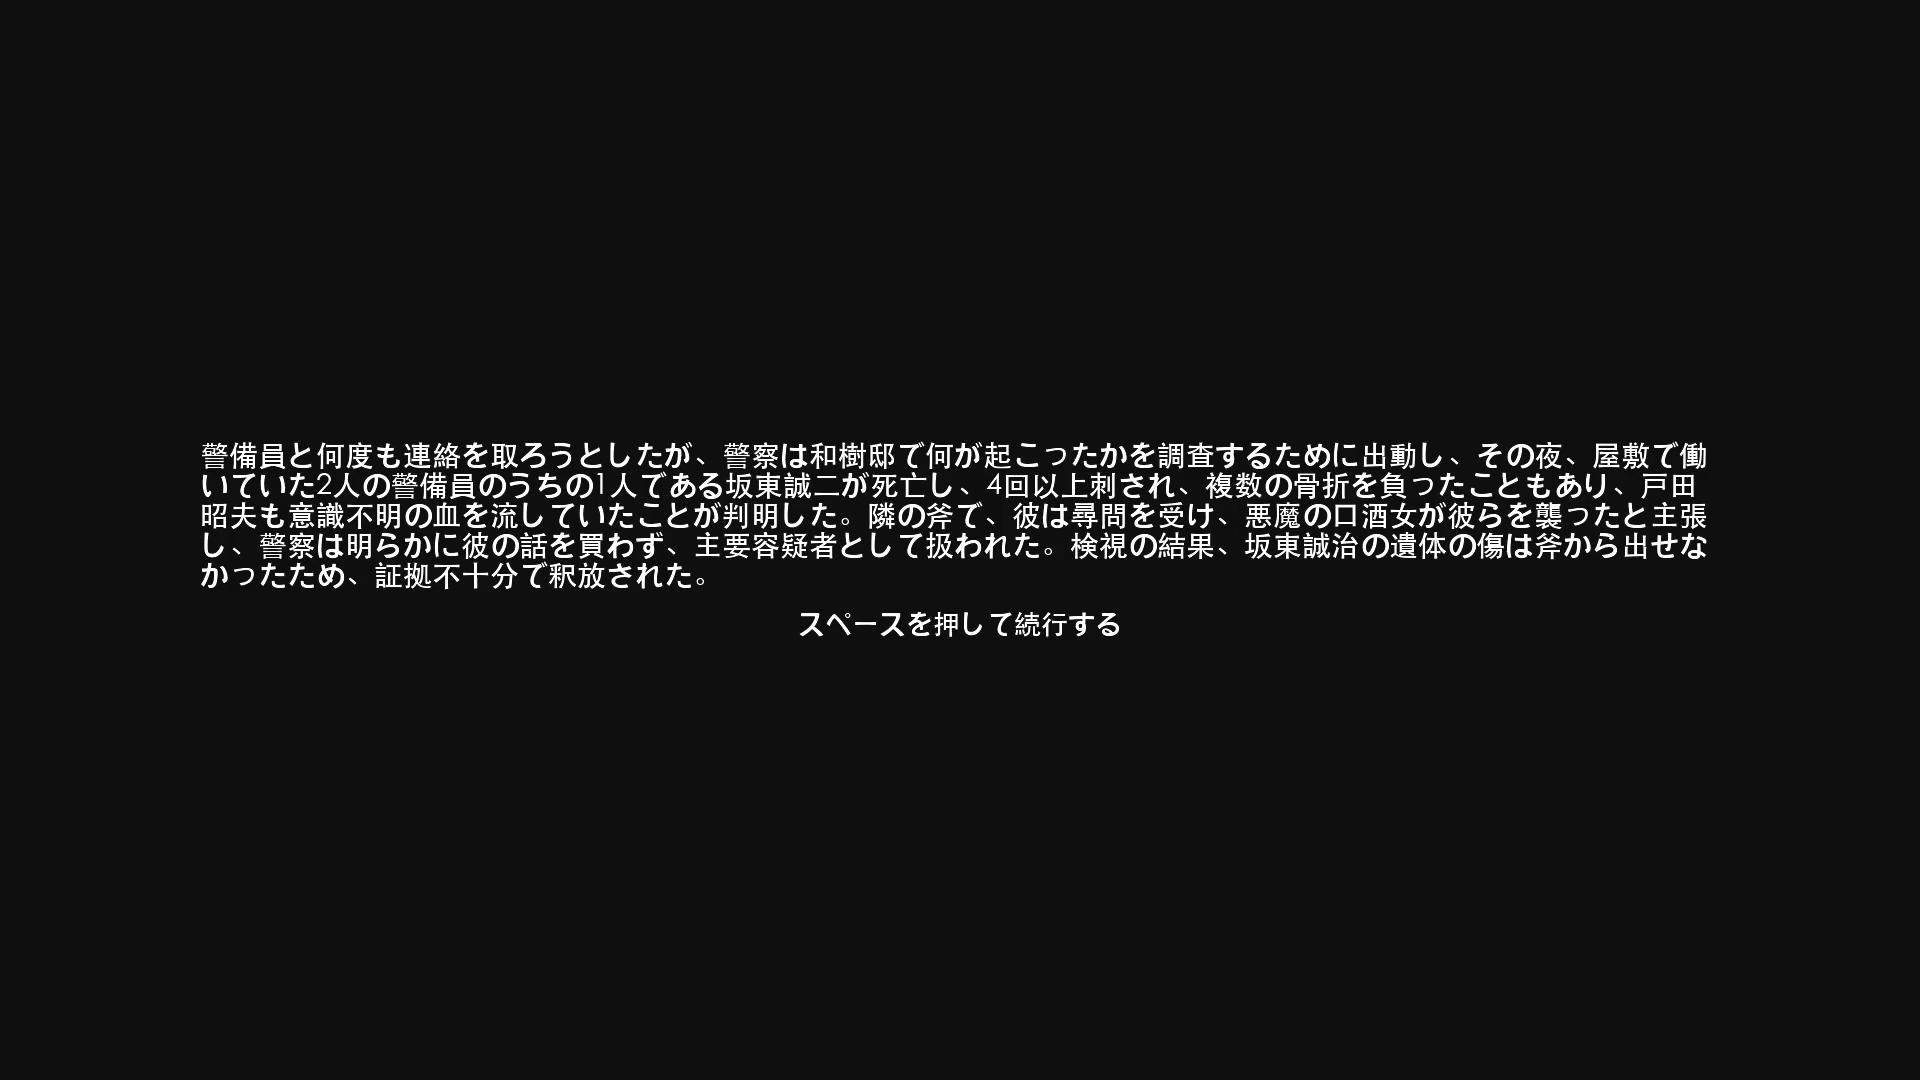 警備員と何度も連絡を取ろうとしたが、警察は和樹邸で何が起こったかを調査するために出動し、その夜、屋敷で働
いていた2人の警備員のうちの1人である坂東誠二が死亡し、4回以上刺され、複数の骨折を負ったこともあり、戸田
昭夫も意識不明の血を流していたことが判明した。隣の斧で、彼は尋問を受け、悪魔の口酒女が彼らを襲ったと主張
し、警察は明らかに彼の話を買わず、主要容疑者として扱われた。検視の結果、坂東誠治の遺体の傷は斧から出せな
かったため、証拠不十分で釈放された。
スペースを押して続行する